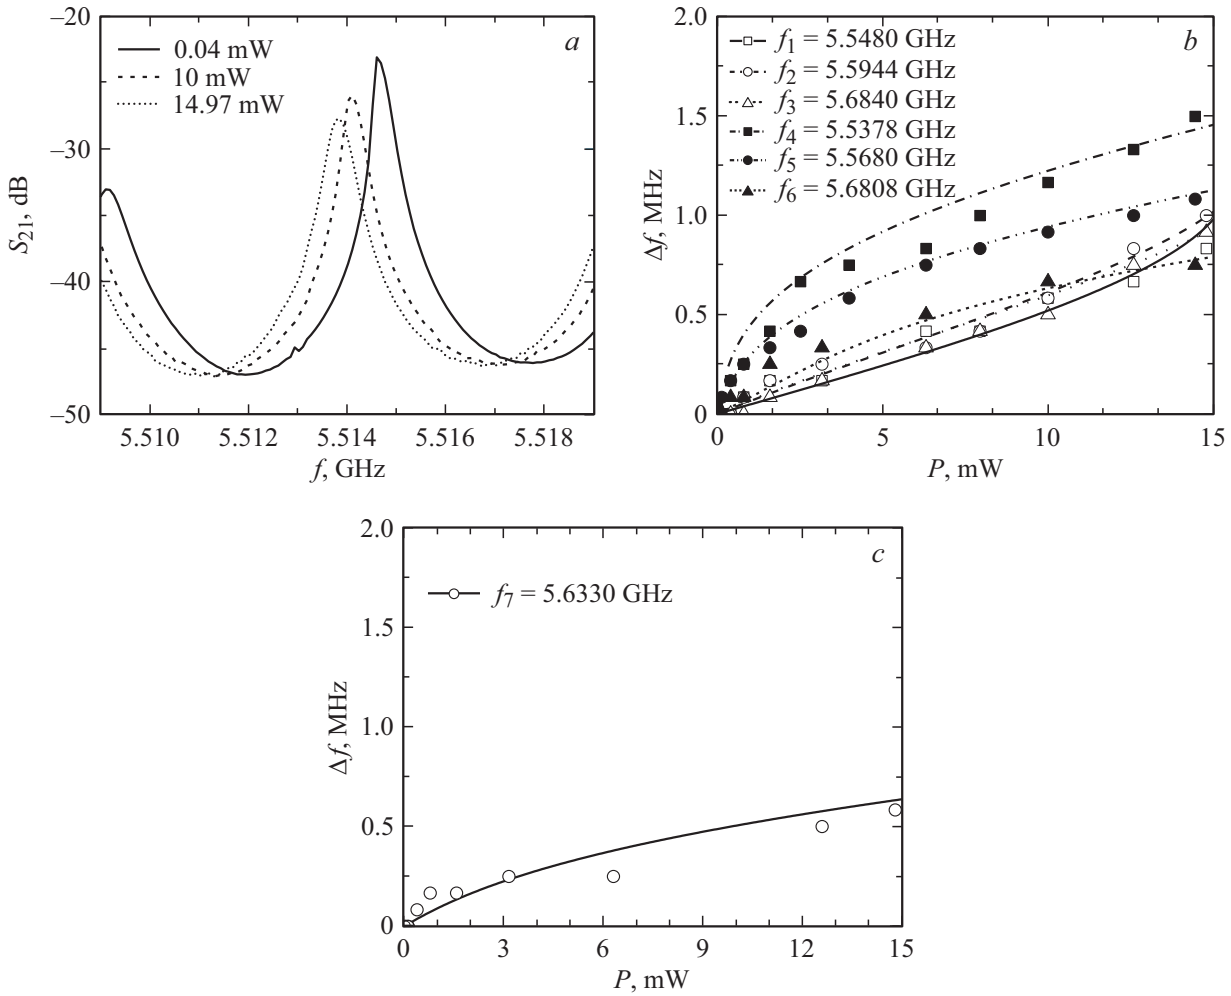 a
0.04 mW
10 mW
14.97 mW
–20
–30
–40
–50
S21, dB
5.510 5.512 5.514 5.516 5.518
f, GHz
b
f1 = 5.5480 GHz
f2 = 5.5944 GHz
f3 = 5.6840 GHz
f4 = 5.5378 GHz
f5 = 5.5680 GHz
f6 = 5.6808 GHz
2.0
1.5
1.0
0.5
0
Δf, MHz
0 5 10 15
P, mW
c
f7 = 5.6330 GHz
2.0
1.5
1.0
0.5
0
Δf, MHz
0 3 6 9 12 15
P, mW